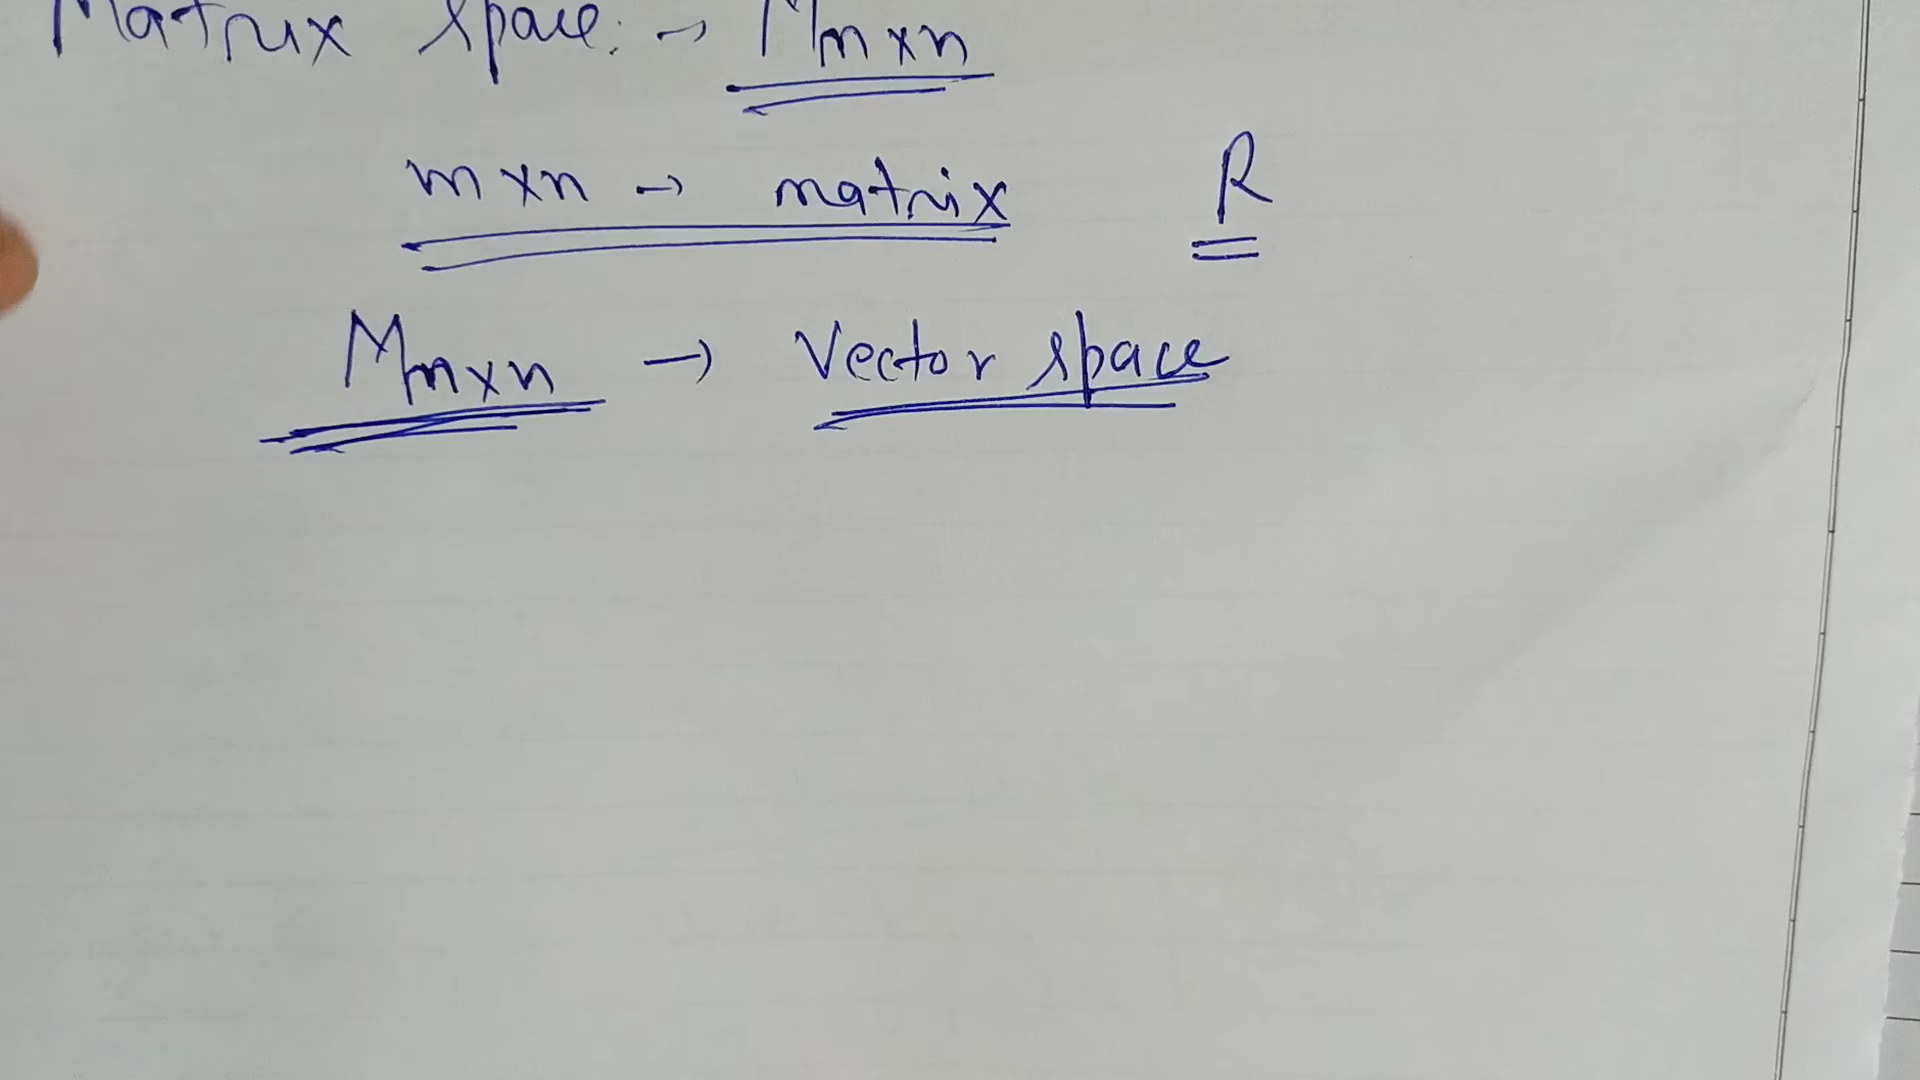 Matrix space: → Mmxn
mxn → matrix R
Mmxn → Vector space